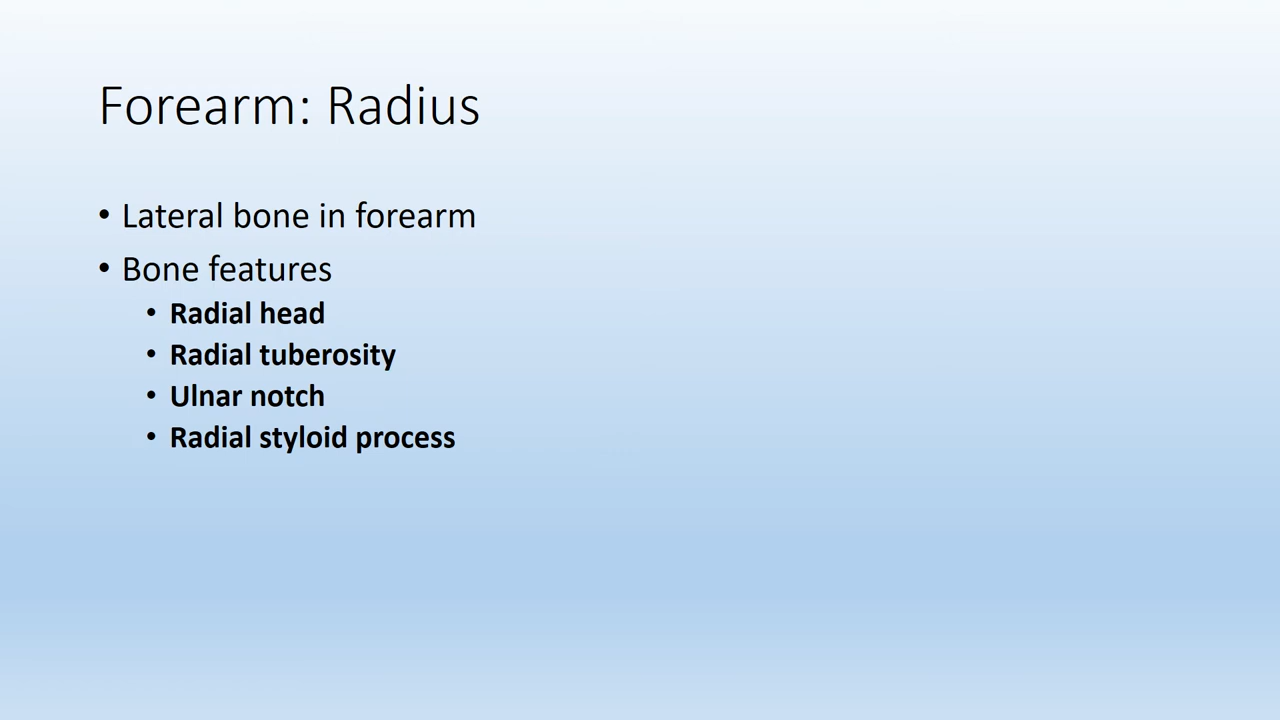 Forearm: Radius
• Lateral bone in forearm
• Bone features
• Radial head
• Radial tuberosity
• Ulnar notch
• Radial styloid process